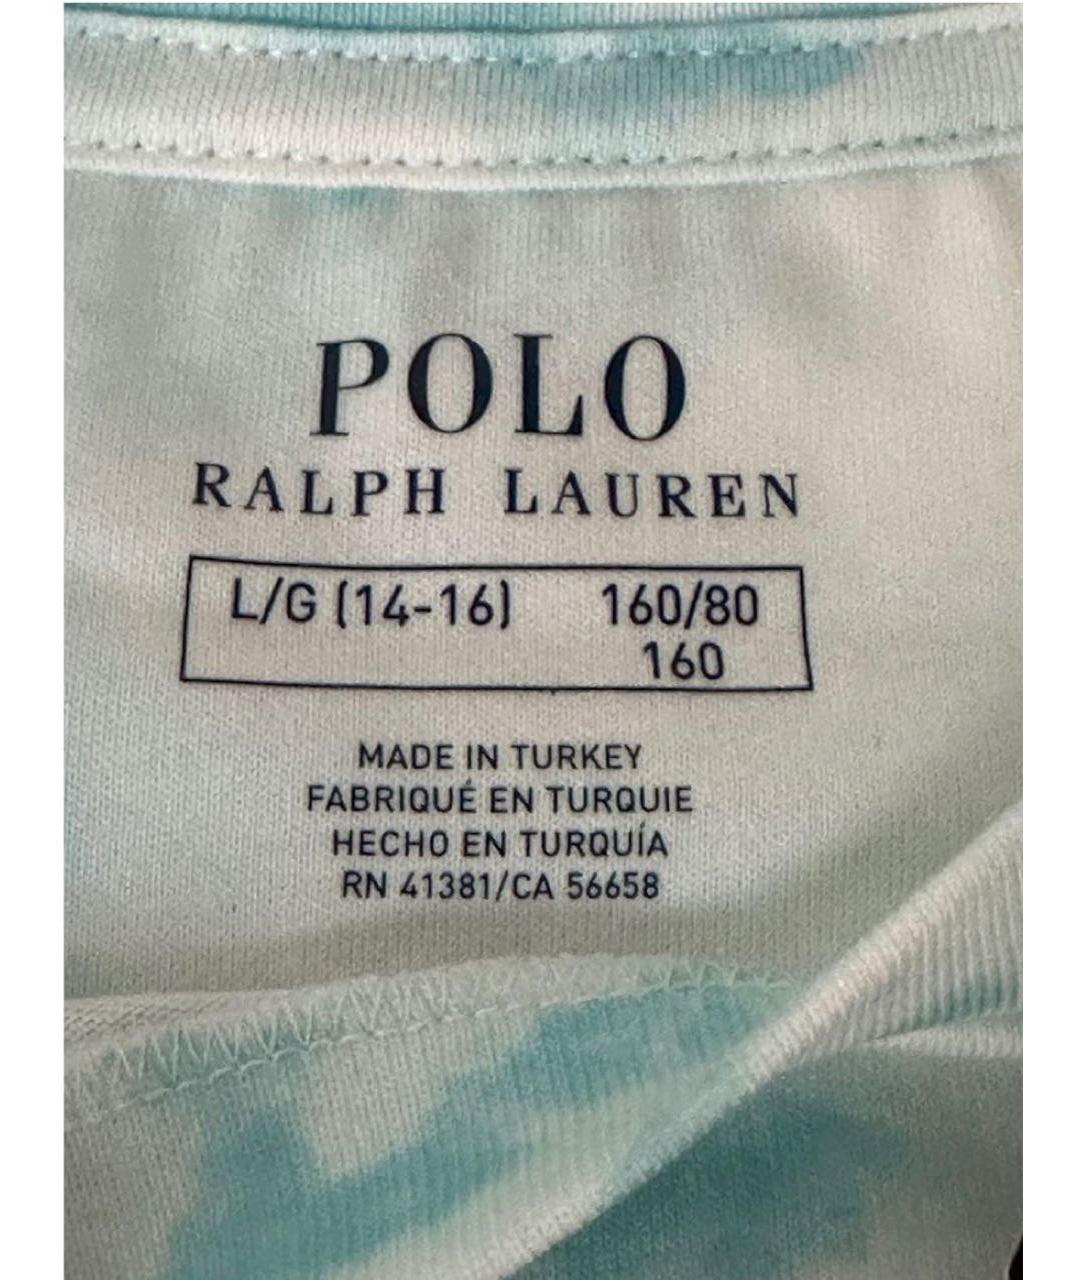 POLO
RALPH LAUREN
L/G (14-16) 160/80
160
MADE IN TURKEY
FABRIQUÉ EN TURQUIE
HECHO EN TURQUÍA
RN 41381/CA 56658